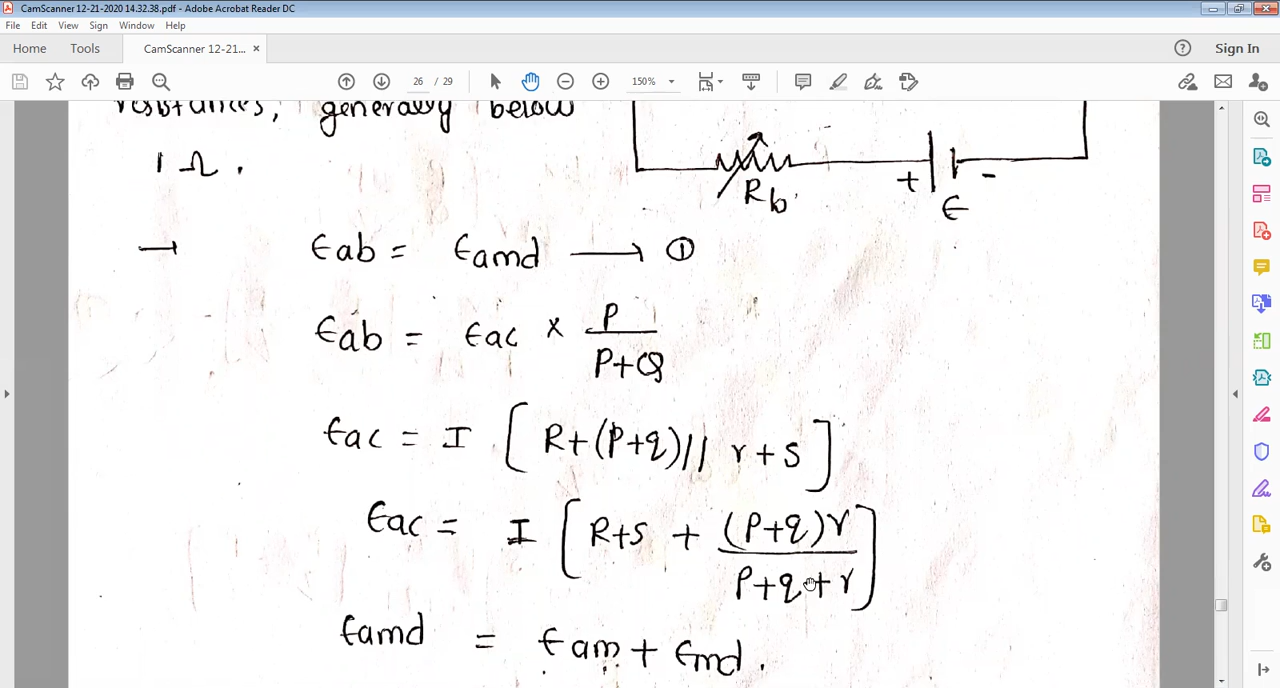 CamScanner 12-21-2020 14.32.38.pdf - Adobe Acrobat Reader DC
File Edit View Sign Window Help
Home Tools CamScanner 12-21... × Sign In
26 / 29 150%
resistances, generally below
1 Ω .
Rb + E -
→ Eab = Eamd → ①
Eab = Eac × P / P+Q
Eac = I [ R+(p+q)// r+S ]
Eac = I [ R+S + (p+q)r / p+q+r ]
Eamd = Eam + Emd .